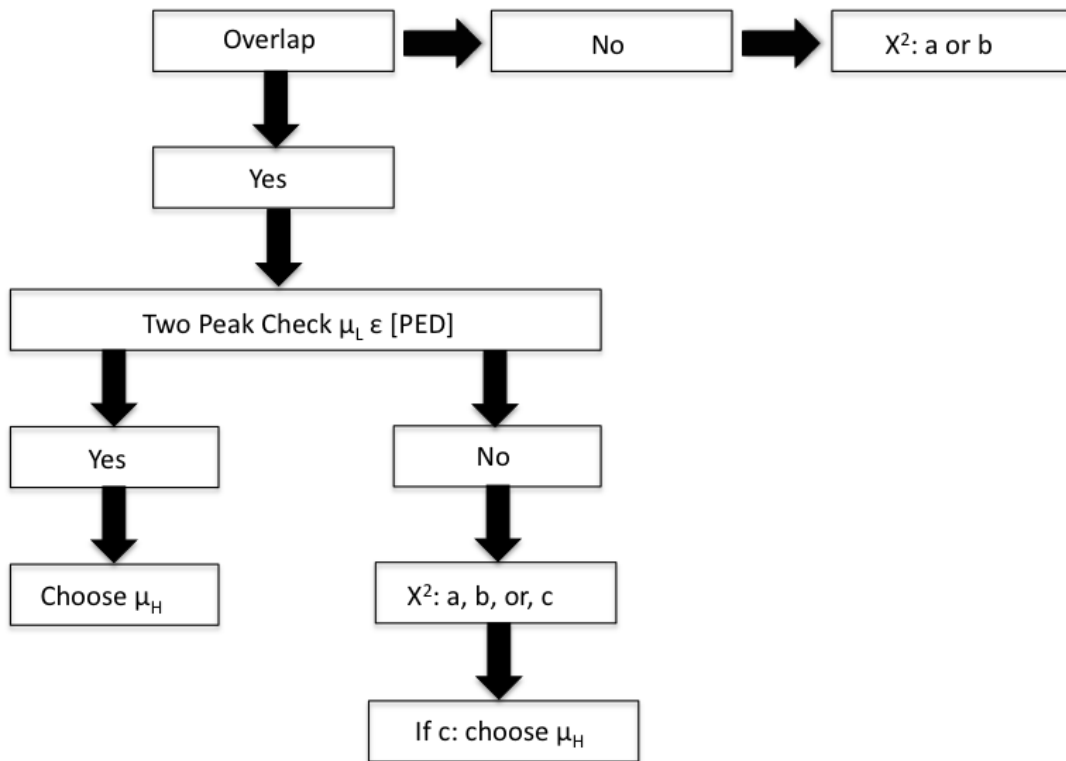 Overlap
No
X²: a or b
Yes
Two Peak Check μL ε [PED]
Yes
No
Choose μH
X²: a, b, or, c
If c: choose μH